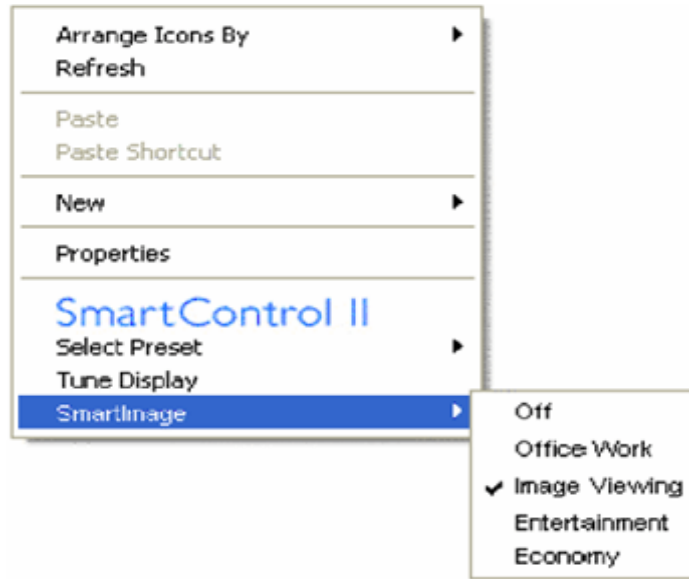 Arrange Icons By
Refresh
Paste
Paste Shortcut
New
Properties
SmartControl II
Select Preset
Tune Display
SmartImage
Off
Office Work
Image Viewing
Entertainment
Economy